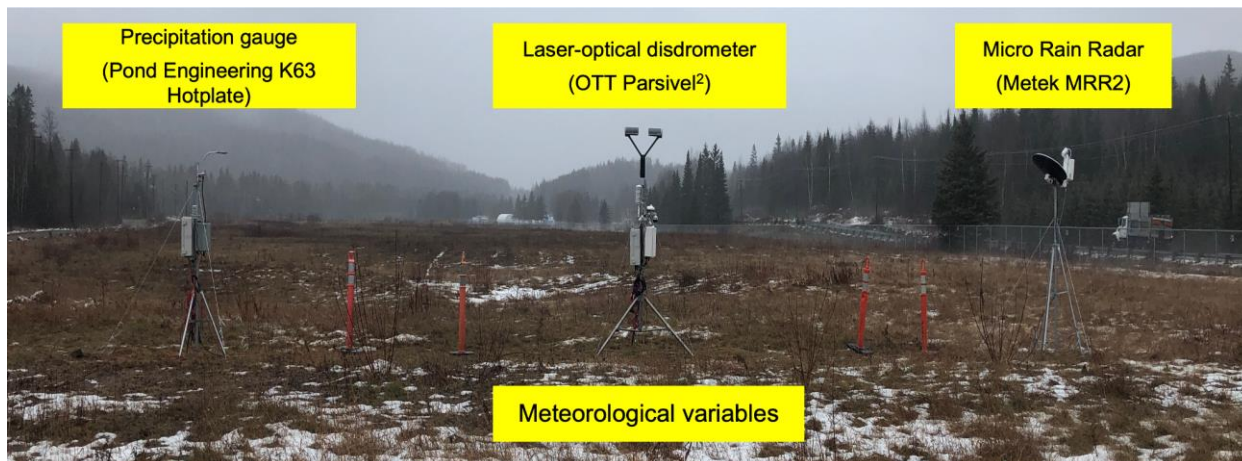 Precipitation gauge
(Pond Engineering K63
Hotplate)
Laser-optical disdrometer
(OTT Parsivel²)
Micro Rain Radar
(Metek MRR2)
Meteorological variables